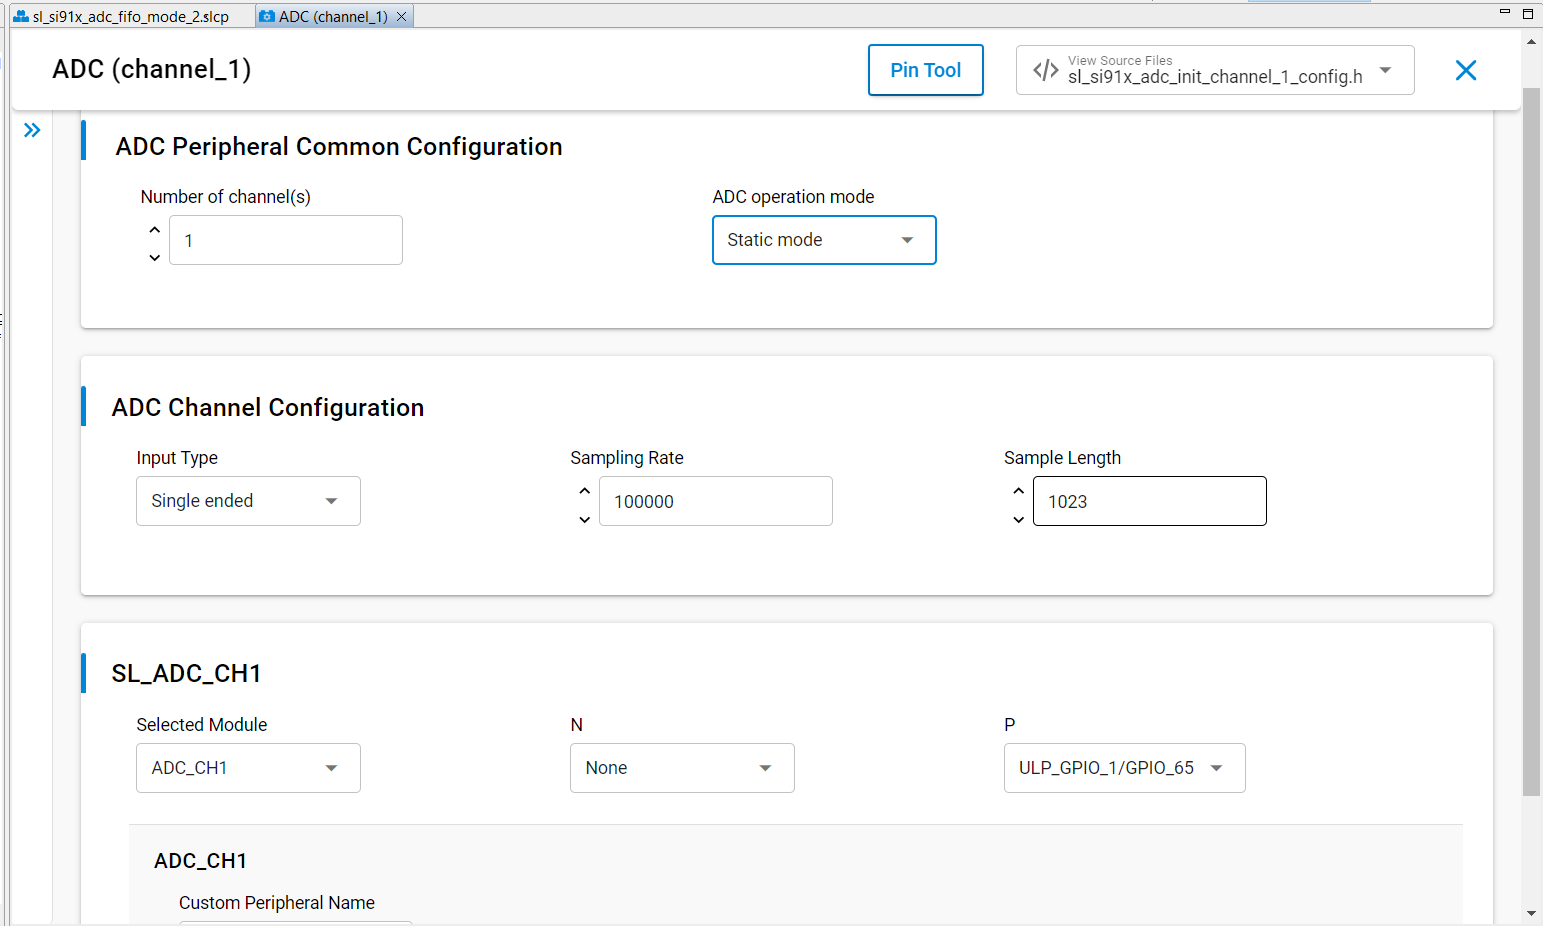 sl_si91x_adc_fifo_mode_2.slcp
ADC (channel_1)
ADC (channel_1)
Pin Tool
View Source Files
sl_si91x_adc_init_channel_1_config.h
ADC Peripheral Common Configuration
Number of channel(s)
ADC operation mode
1
Static mode
ADC Channel Configuration
Input Type
Sampling Rate
Sample Length
Single ended
100000
1023
SL_ADC_CH1
Selected Module
N
P
ADC_CH1
None
ULP_GPIO_1/GPIO_65
ADC_CH1
Custom Peripheral Name